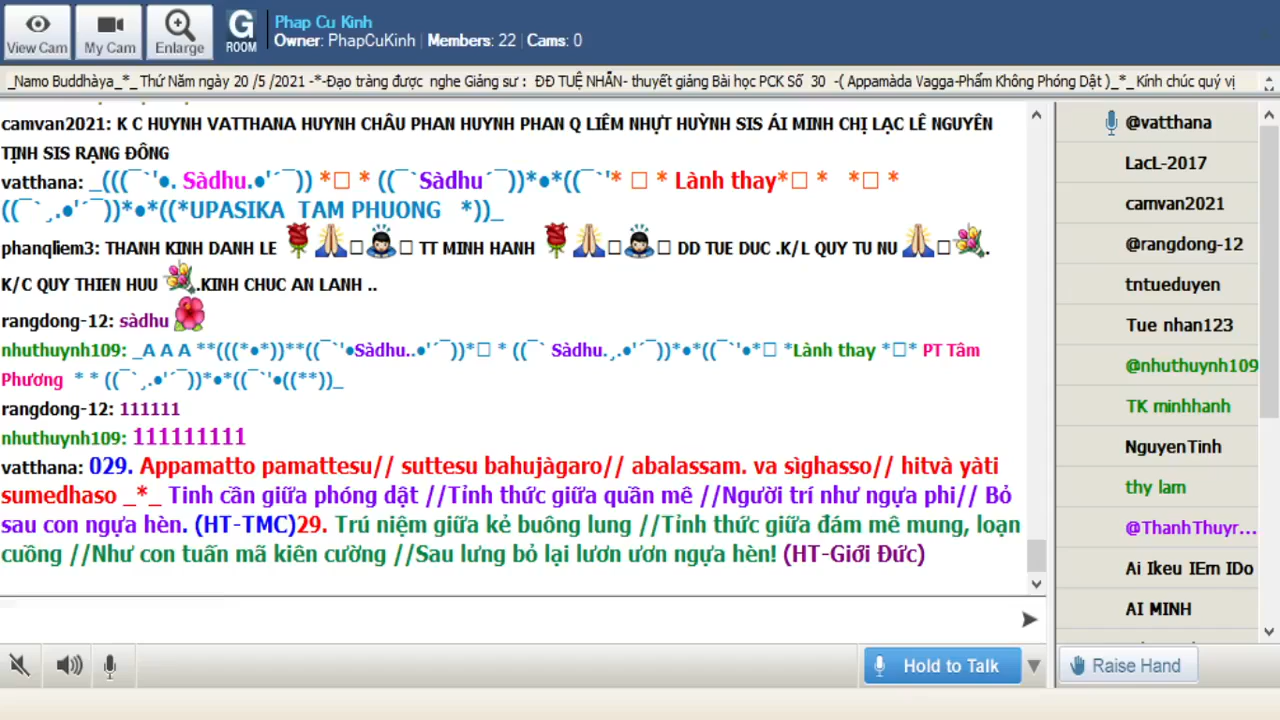 View Cam
My Cam
Enlarge
G
ROOM
Phap Cu Kinh
Owner: PhapCuKinh | Members: 22 | Cams: 0
_Namo Buddhàya_*_ Thứ Năm ngày 20 /5 /2021 -*-Đạo tràng được nghe Giảng sư : ĐĐ TUỆ NHẪN- thuyết giảng Bài học PCK Số 30 -( Appamàda Vagga-Phẩm Không Phóng Dật )_*_ Kính chúc quý vị
camvan2021: K C HUYNH VATTHANA HUYNH CHÂU PHAN HUYNH PHAN Q LIÊM NHỰT HUỲNH SIS ÁI MINH CHỊ LẠC LÊ NGUYÊN
TỊNH SIS RẠNG ĐÔNG
vatthana: _(((¯`'•. Sàdhu.•'´¯)) *□ * ((¯`Sàdhu´¯))*•*((¯`'* □ * Lành thay*□ * *□ *
((¯`¸.•'´¯))*•*((*UPASIKA TAM PHUONG *))_
phanqliem3: THANH KINH DANH LE 🌹🙏□🙇□ TT MINH HANH 🌹🙏□🙇□ DD TUE DUC .K/L QUY TU NU 🙏□💐.
K/C QUY THIEN HUU 💐.KINH CHUC AN LANH ..
rangdong-12: sàdhu🌺
nhuthuynh109: _A A A **(((*•*))**((¯`'•Sàdhu..•'´¯))*□ * ((¯` Sàdhu.¸.•'´¯))*•*((¯`'•*□ *Lành thay *□* PT Tâm
Phương * * ((¯`¸.•'´¯))*•*((¯`'•((**))_
rangdong-12: 111111
nhuthuynh109: 111111111
vatthana: 029. Appamatto pamattesu// suttesu bahujàgaro// abalassam. va sìghasso// hitvà yàti
sumedhaso _*_ Tinh cần giữa phóng dật //Tỉnh thức giữa quần mê //Người trí như ngựa phi// Bỏ
sau con ngựa hèn. (HT-TMC)29. Trú niệm giữa kẻ buông lung //Tỉnh thức giữa đám mê mung, loạn
cuồng //Như con tuấn mã kiên cường //Sau lưng bỏ lại lươn ươn ngựa hèn! (HT-Giới Đức)
@vatthana
LacL-2017
camvan2021
@rangdong-12
tntueduyen
Tue nhan123
@nhuthuynh109
TK minhhanh
NguyenTinh
thy lam
@ThanhThuyr...
Ai Ikeu IEm IDo
AI MINH
Hold to Talk
Raise Hand